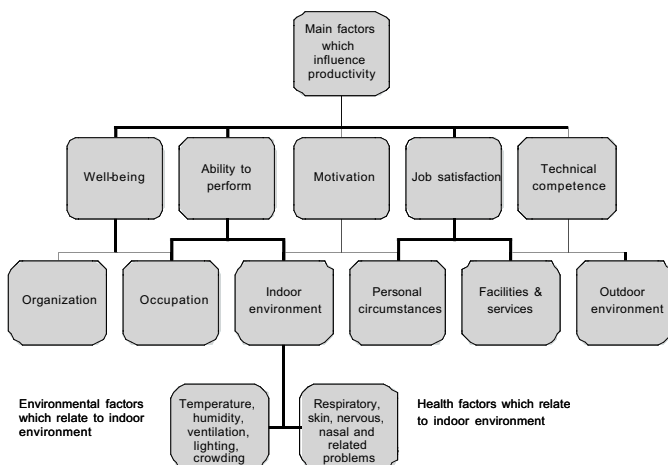 Main factors
which
influence
productivity
Well-being
Ability to
perform
Motivation
Job satisfaction
Technical
competence
Organization
Occupation
Indoor
environment
Personal
circumstances
Facilities &
services
Outdoor
environment
Environmental factors
which relate to indoor
environment
Temperature,
humidity,
ventilation,
lighting,
crowding
Respiratory,
skin, nervous,
nasal and
related
problems
Health factors which relate
to indoor environment